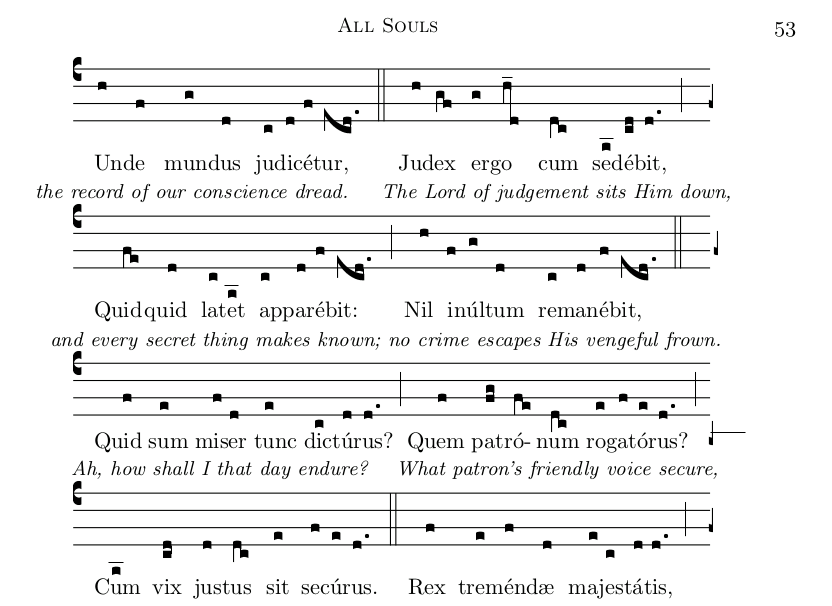 All Souls
53
Unde mundus judicétur, Judex ergo cum sedébit,
the record of our conscience dread. The Lord of judgement sits Him down,
Quidquid latet apparébit: Nil inúltum remanébit,
and every secret thing makes known; no crime escapes His vengeful frown.
Quid sum miser tunc dictúrus? Quem patró- num rogatórus?
Ah, how shall I that day endure? What patron's friendly voice secure,
Cum vix justus sit secúrus. Rex treméndæ majestátis,